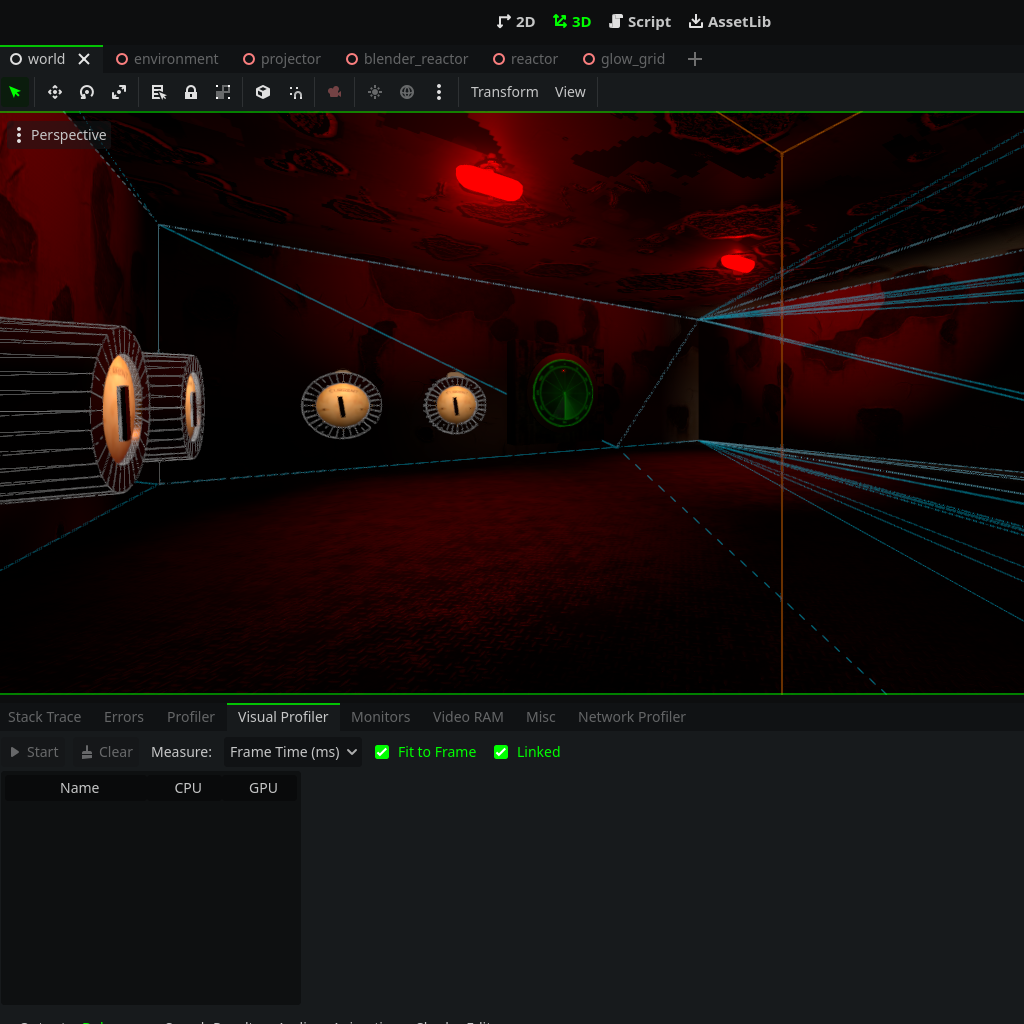 2D 3D Script AssetLib
world environment projector blender_reactor reactor glow_grid
Transform View
Perspective
Stack Trace Errors Profiler Visual Profiler Monitors Video RAM Misc Network Profiler
Start Clear Measure: Frame Time (ms) Fit to Frame Linked
Name CPU GPU